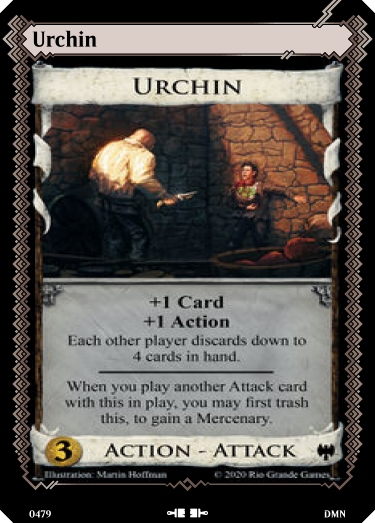 Urchin
URCHIN
+1 Card
+1 Action
Each other player discards down to
4 cards in hand.
When you play another Attack card
with this in play, you may first trash
this, to gain a Mercenary.
3 ACTION - ATTACK
Illustration: Martin Hoffman © 2020 Rio Grande Games
0479 DMN